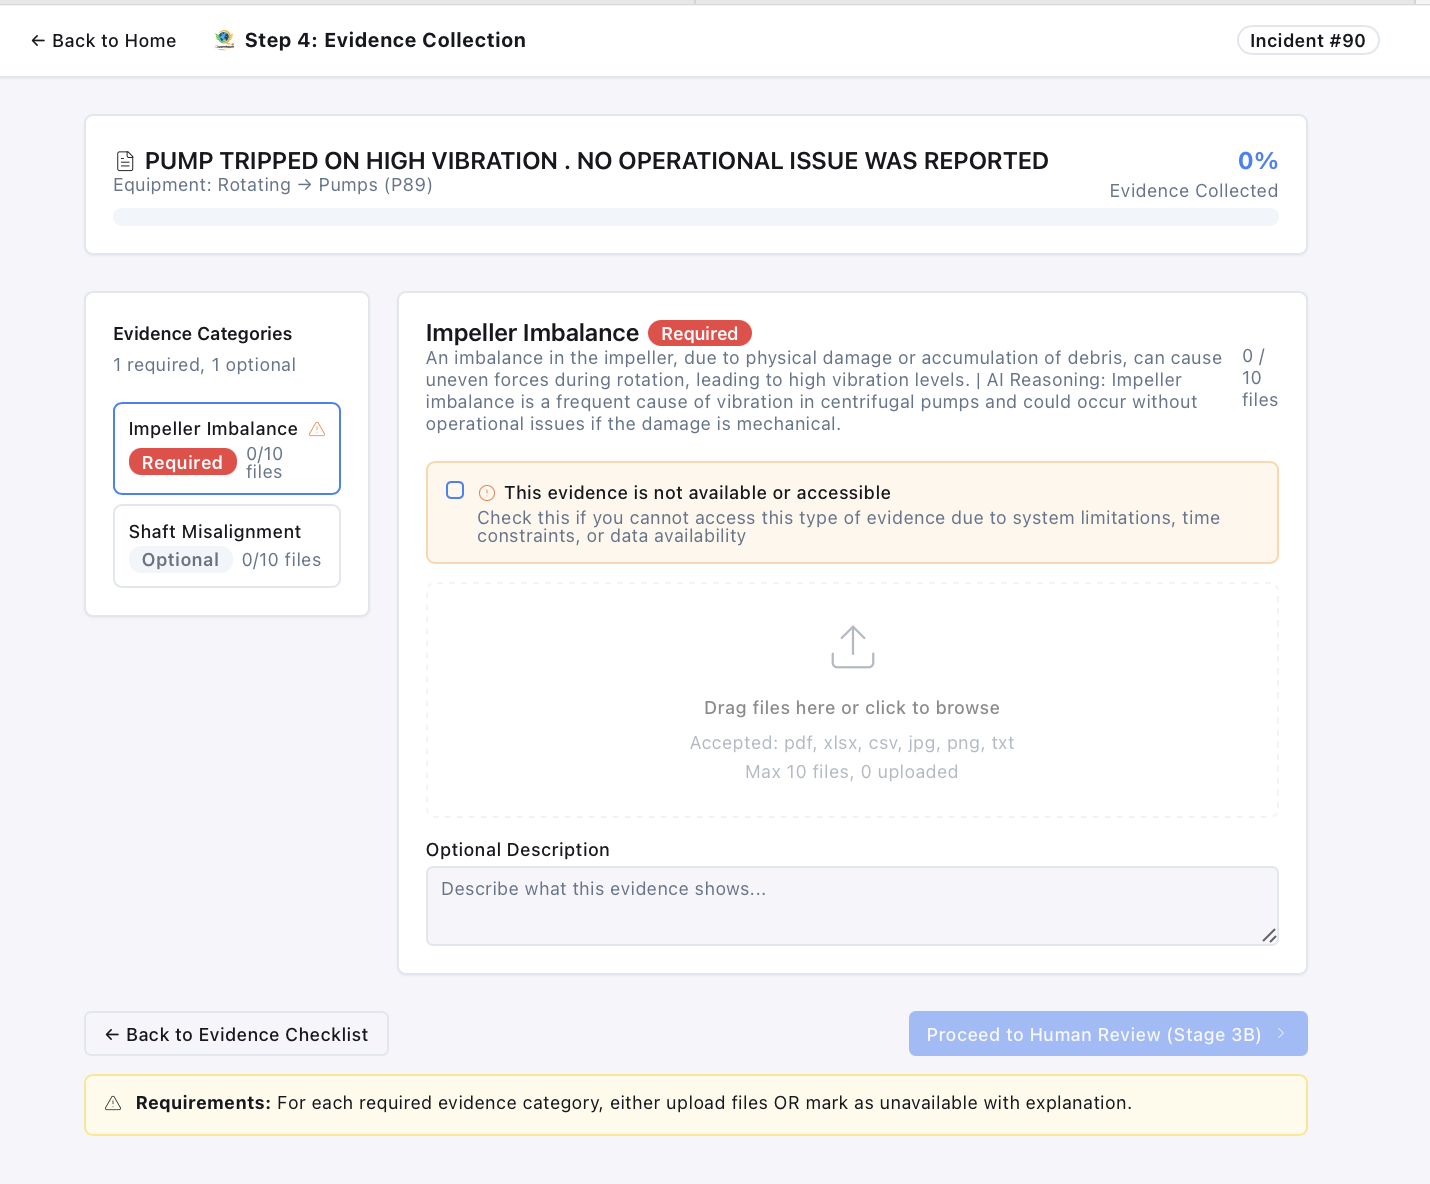 ← Back to Home
Step 4: Evidence Collection
Incident #90
PUMP TRIPPED ON HIGH VIBRATION . NO OPERATIONAL ISSUE WAS REPORTED
Equipment: Rotating → Pumps (P89)
0%
Evidence Collected
Evidence Categories
1 required, 1 optional
Impeller Imbalance
Required
0/10
files
Shaft Misalignment
Optional 0/10 files
Impeller Imbalance Required
An imbalance in the impeller, due to physical damage or accumulation of debris, can cause
uneven forces during rotation, leading to high vibration levels. | AI Reasoning: Impeller
imbalance is a frequent cause of vibration in centrifugal pumps and could occur without
operational issues if the damage is mechanical.
0 /
10
files
This evidence is not available or accessible
Check this if you cannot access this type of evidence due to system limitations, time
constraints, or data availability
Drag files here or click to browse
Accepted: pdf, xlsx, csv, jpg, png, txt
Max 10 files, 0 uploaded
Optional Description
Describe what this evidence shows...
← Back to Evidence Checklist
Proceed to Human Review (Stage 3B)
Requirements: For each required evidence category, either upload files OR mark as unavailable with explanation.